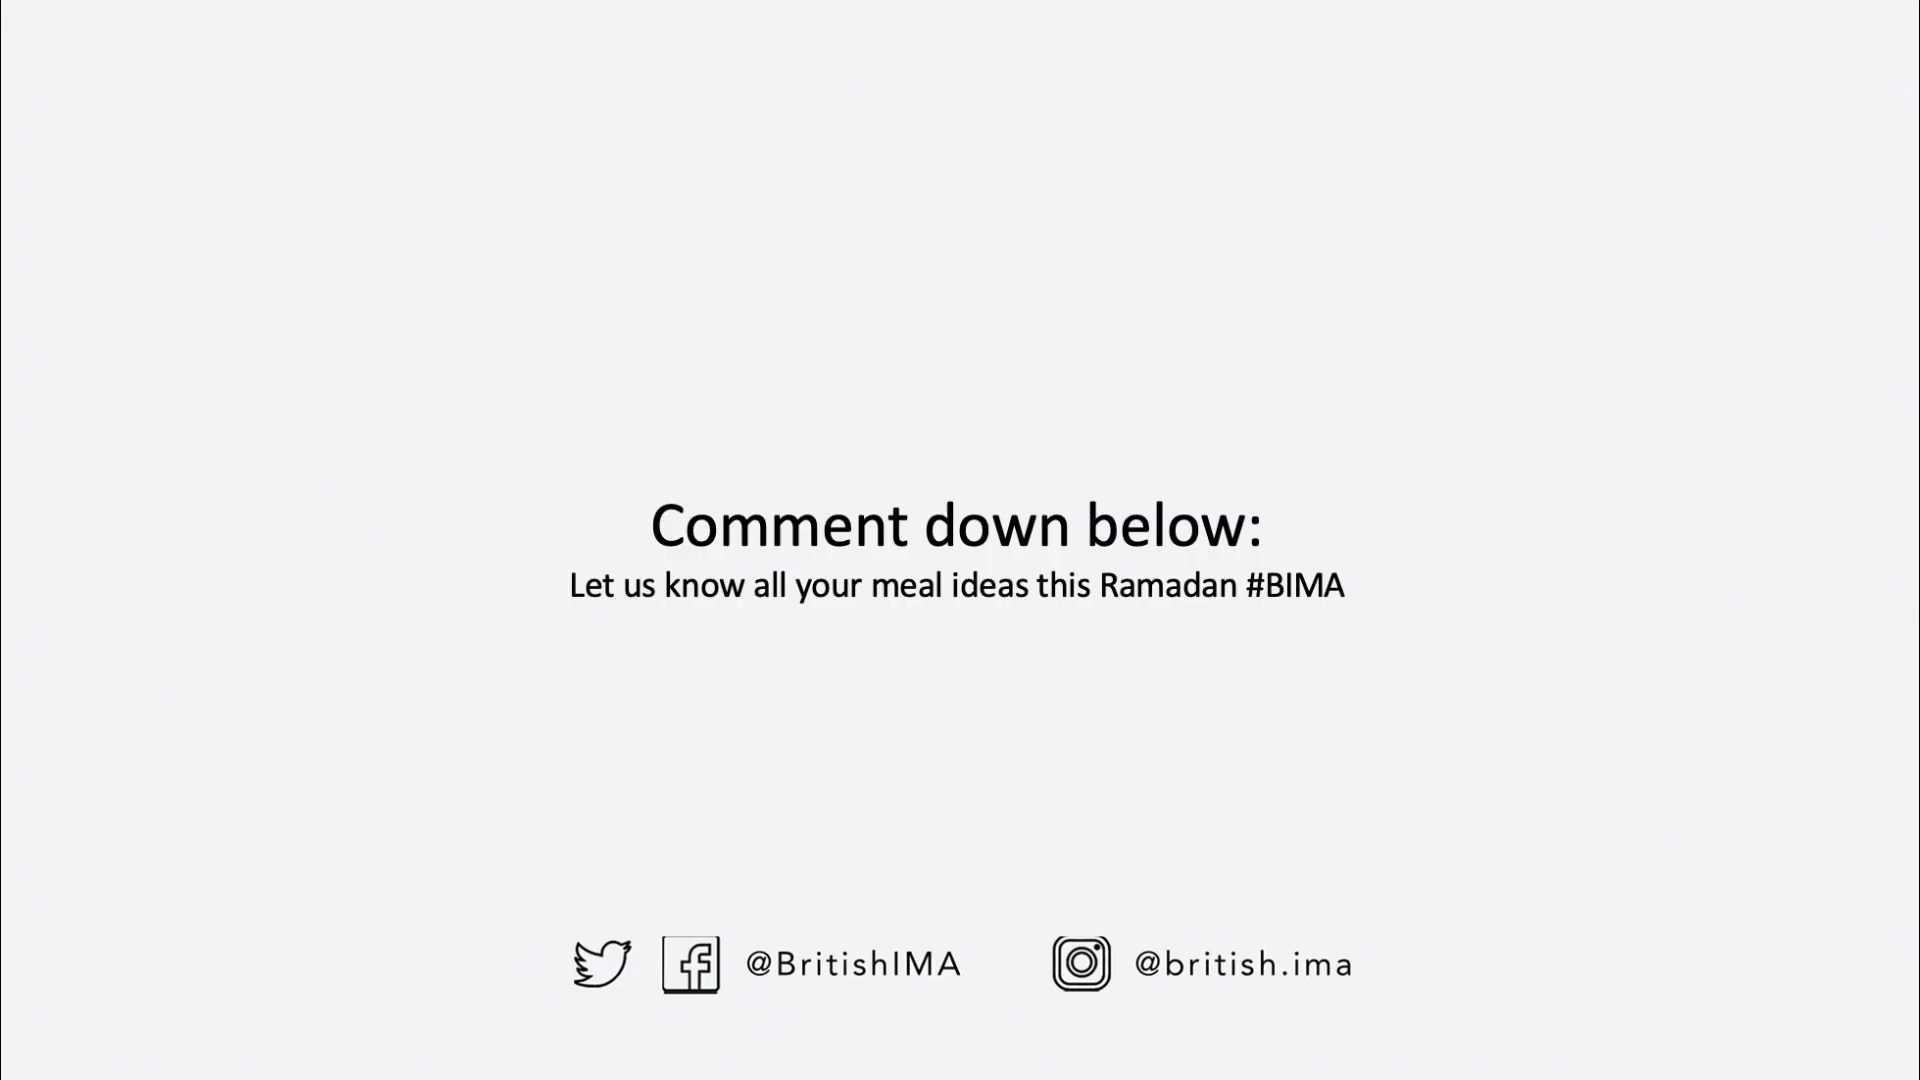 Comment down below:
Let us know all your meal ideas this Ramadan #BIMA
@BritishIMA @british.ima